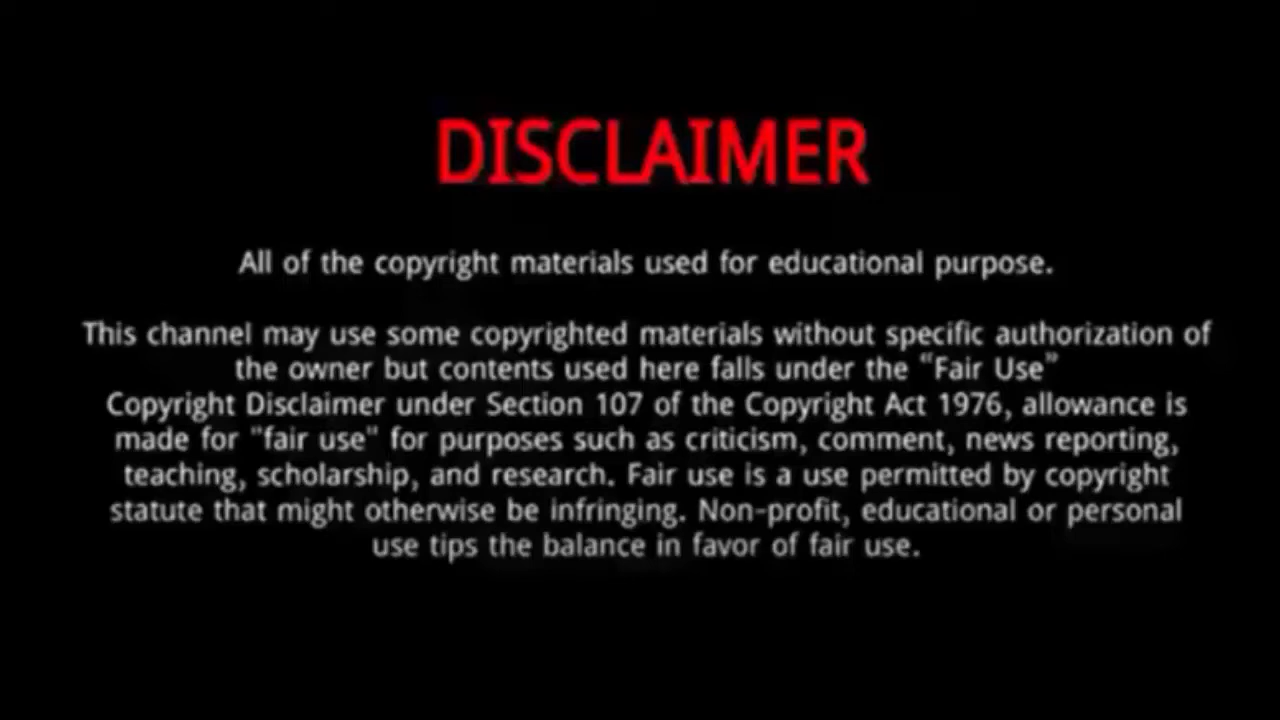 DISCLAIMER
All of the copyright materials used for educational purpose.
This channel may use some copyrighted materials without specific authorization of
the owner but contents used here falls under the “Fair Use”
Copyright Disclaimer under Section 107 of the Copyright Act 1976, allowance is
made for "fair use" for purposes such as criticism, comment, news reporting,
teaching, scholarship, and research. Fair use is a use permitted by copyright
statute that might otherwise be infringing. Non-profit, educational or personal
use tips the balance in favor of fair use.